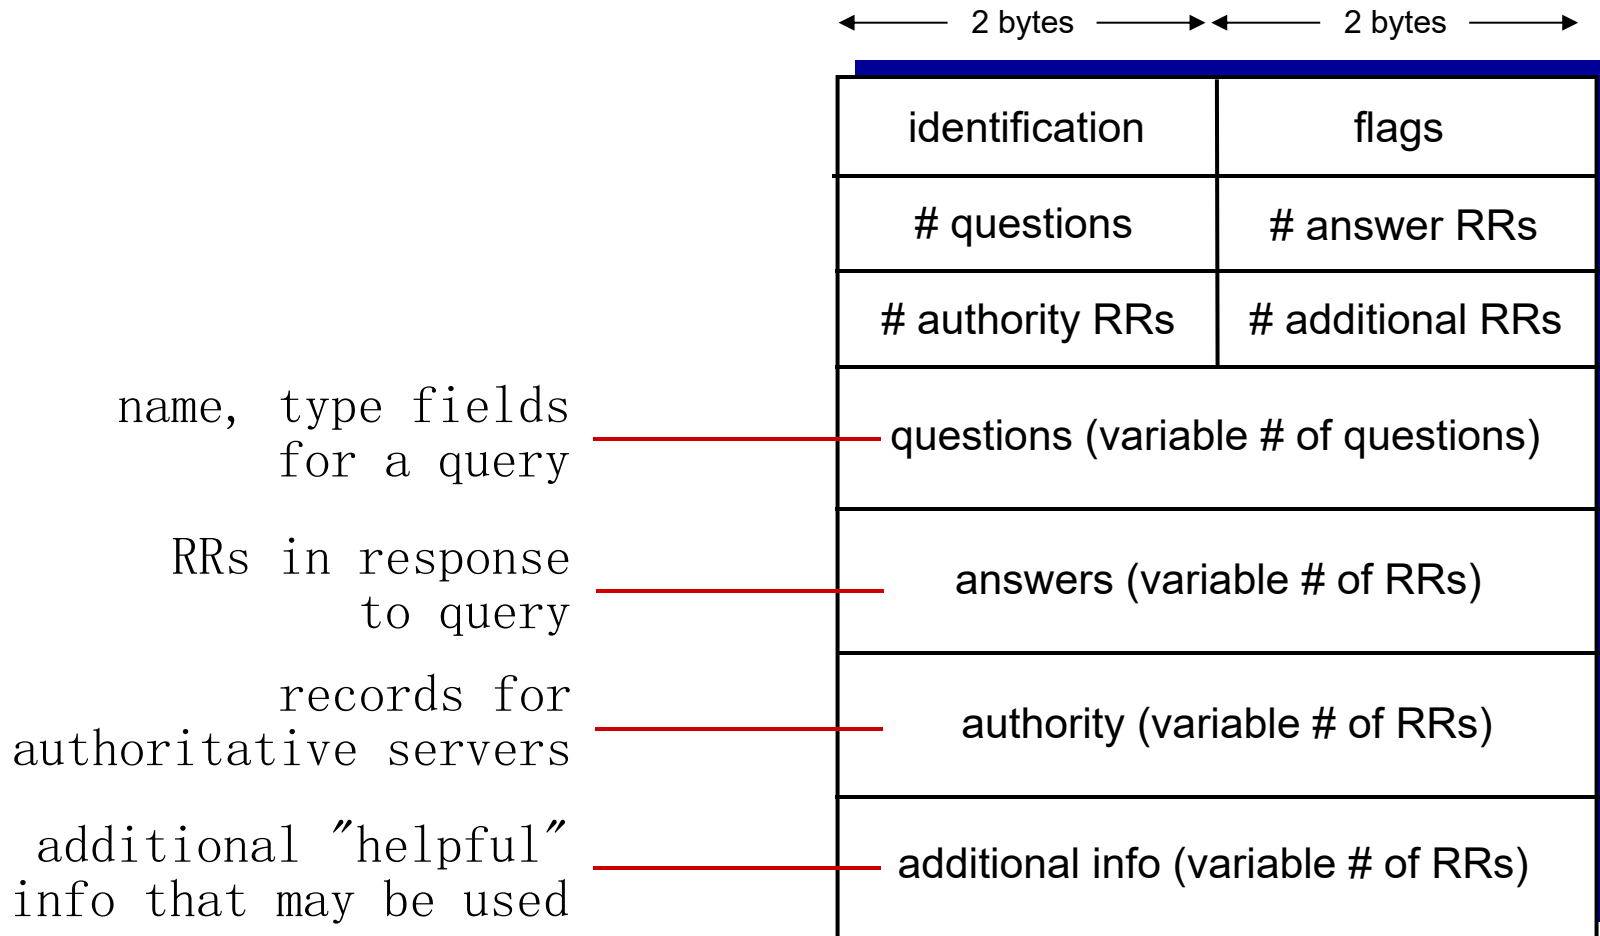 2 bytes 2 bytes
identification flags
# questions # answer RRs
# authority RRs # additional RRs
name, type fields
for a query
questions (variable # of questions)
RRs in response
to query
answers (variable # of RRs)
records for
authoritative servers
authority (variable # of RRs)
additional "helpful"
info that may be used
additional info (variable # of RRs)